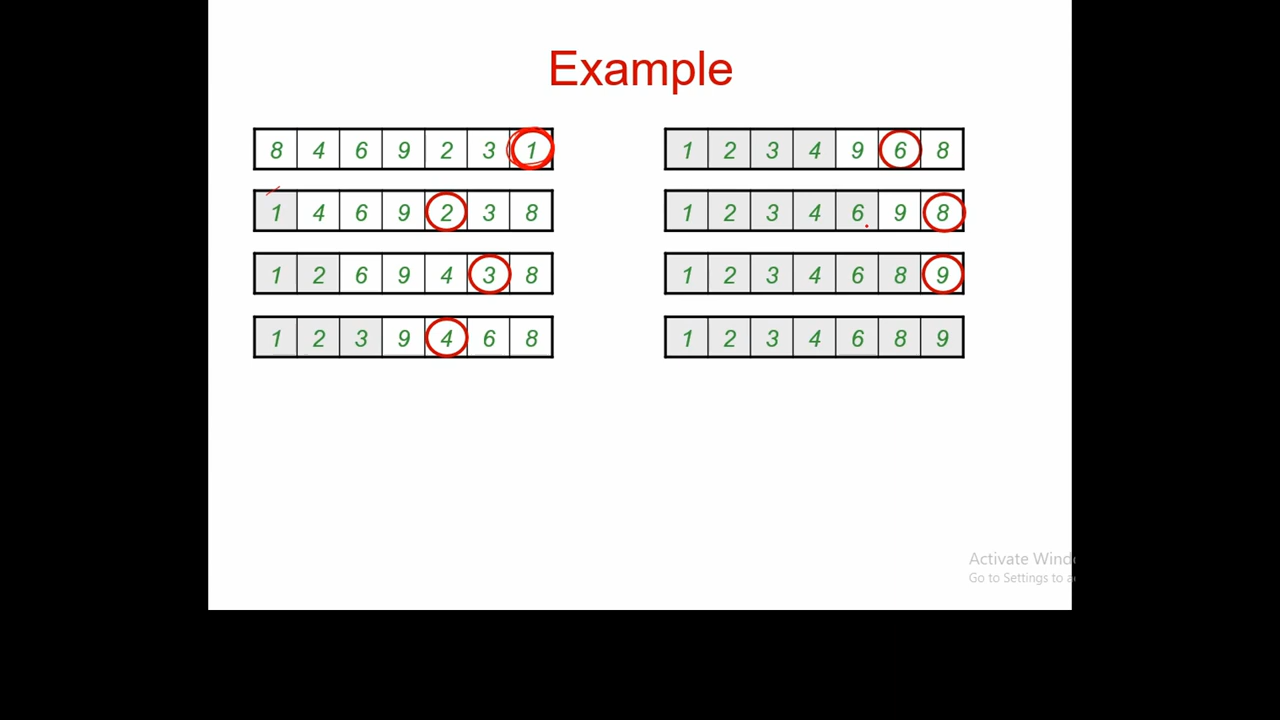 Example
8 4 6 9 2 3 1
1 4 6 9 2 3 8
1 2 6 9 4 3 8
1 2 3 9 4 6 8
1 2 3 4 9 6 8
1 2 3 4 6 9 8
1 2 3 4 6 8 9
1 2 3 4 6 8 9
Activate Wind
Go to Settings to a